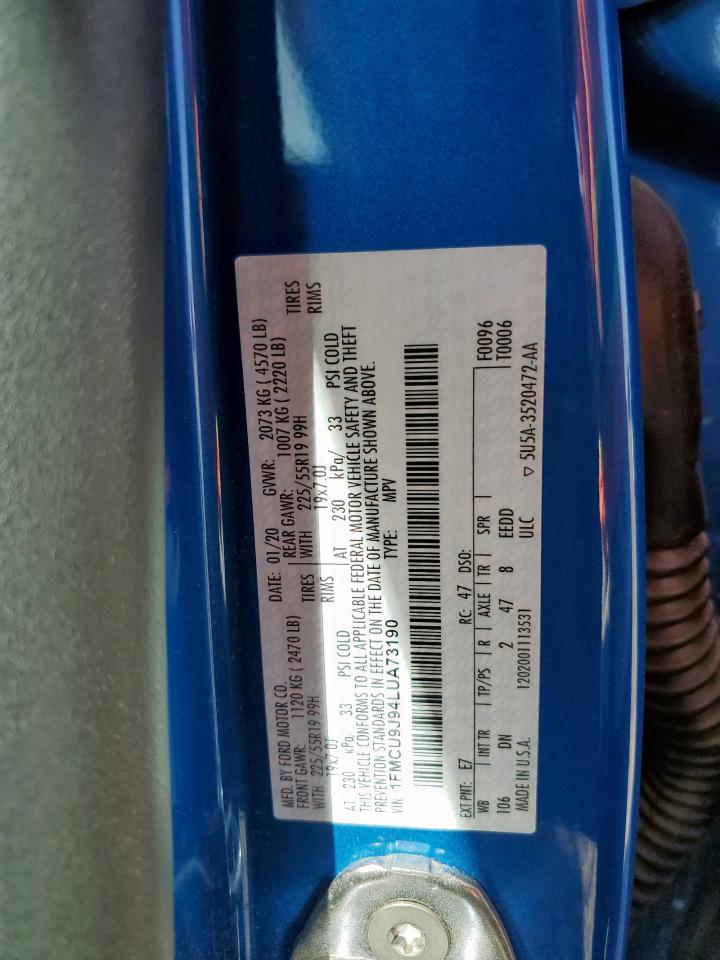 MFD. BY FORD MOTOR CO. DATE: 01/20 GVWR: 2073 KG ( 4570 LB)
FRONT GAWR: 1120 KG ( 2470 LB) REAR GAWR: 1007 KG ( 2220 LB)
WITH 225/55R19 99H TIRES WITH 225/55R19 99H TIRES
19x7.0J RIMS 19x7.0J RIMS
AT 230 kPa/ 33 PSI COLD AT 230 kPa/ 33 PSI COLD
THIS VEHICLE CONFORMS TO ALL APPLICABLE FEDERAL MOTOR VEHICLE SAFETY AND THEFT
PREVENTION STANDARDS IN EFFECT ON THE DATE OF MANUFACTURE SHOWN ABOVE.
VIN: 1FMCU9J94LUA73190 TYPE: MPV
EXT PNT: E7 RC: 47 DSO: F0096
WB INT TR TP/PS R AXLE TR SPR T0006
106 DN 2 47 8 EEDD
MADE IN U.S.A. 1202001113531 ULC ▽ 5U5A-3520472-AA